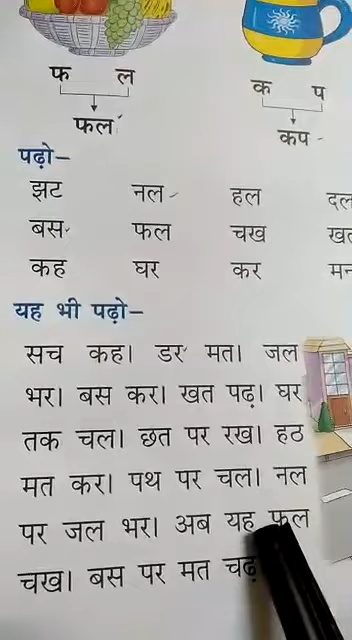 फ ल
फल
क प
कप
पढ़ो–
झट नल हल दल
बस फल चख
कह घर कर
यह भी पढ़ो–
सच कह। डर मत। जल
भर। बस कर। खत पढ़। घर
तक चल। छत पर रख। हठ
मत कर। पथ पर चल। नल
पर जल भर। अब यह फल
चख। बस पर मत चढ़